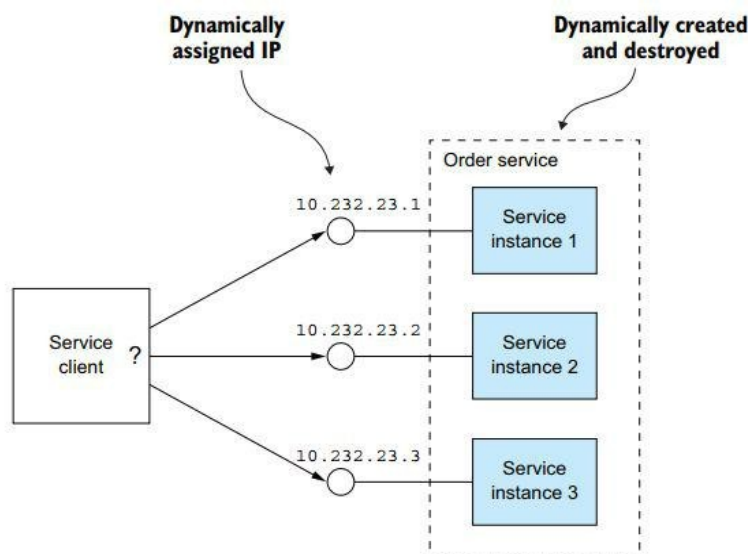 Dynamically
assigned IP
Dynamically created
and destroyed
Order service
10.232.23.1
Service
instance 1
10.232.23.2
Service
client
?
Service
instance 2
10.232.23.3
Service
instance 3